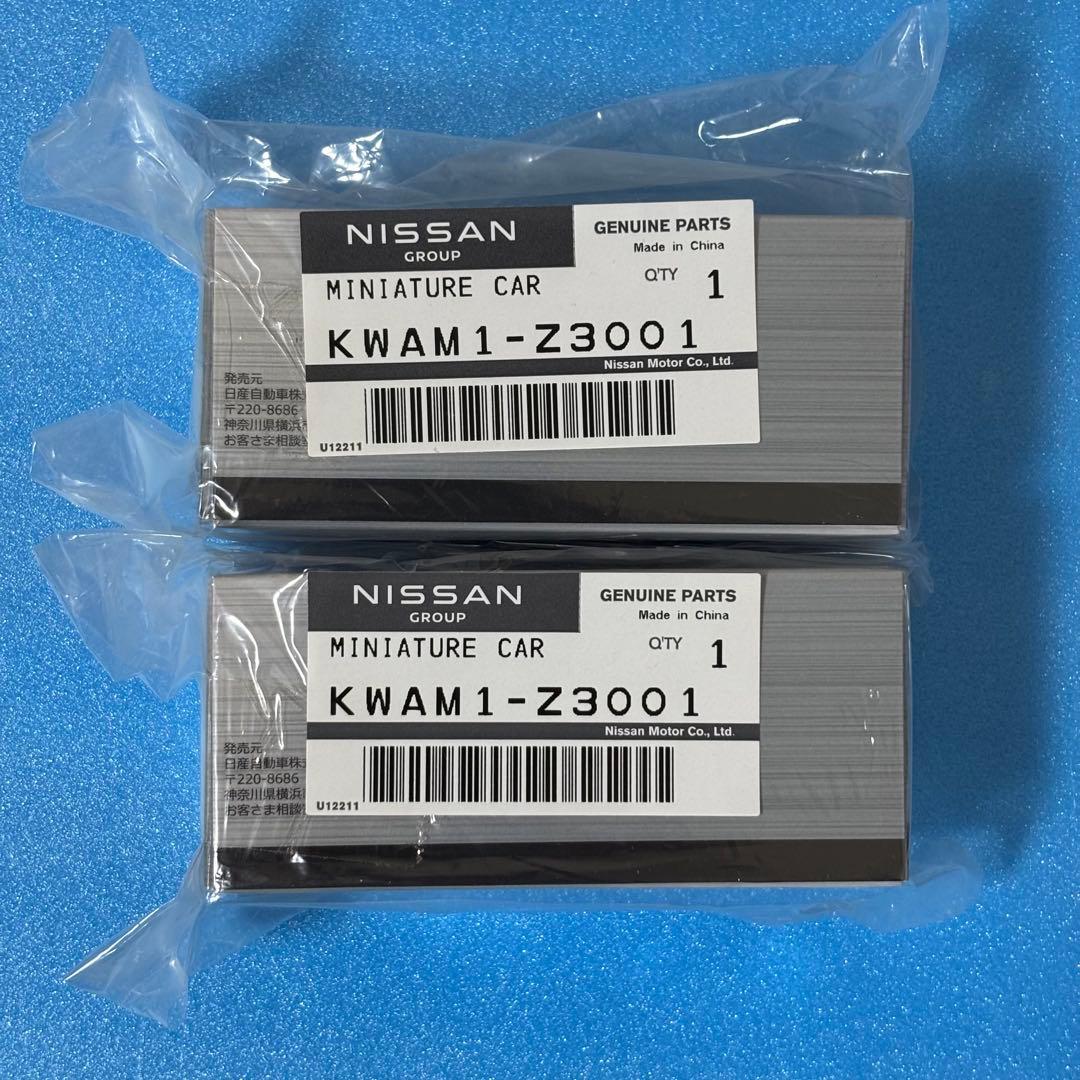 NISSAN
GROUP
GENUINE PARTS
Made in China
MINIATURE CAR
Q'TY 1
KWAM1-Z3001
Nissan Motor Co., Ltd.
発売元
日産自動車株
〒220-8686
神奈川県横浜
お客さま相談
U12211
NISSAN
GROUP
GENUINE PARTS
Made in China
MINIATURE CAR
Q'TY 1
KWAM1-Z3001
Nissan Motor Co., Ltd.
発売元
日産自動車株
〒220-8686
神奈川県横浜
お客さま相談
U12211